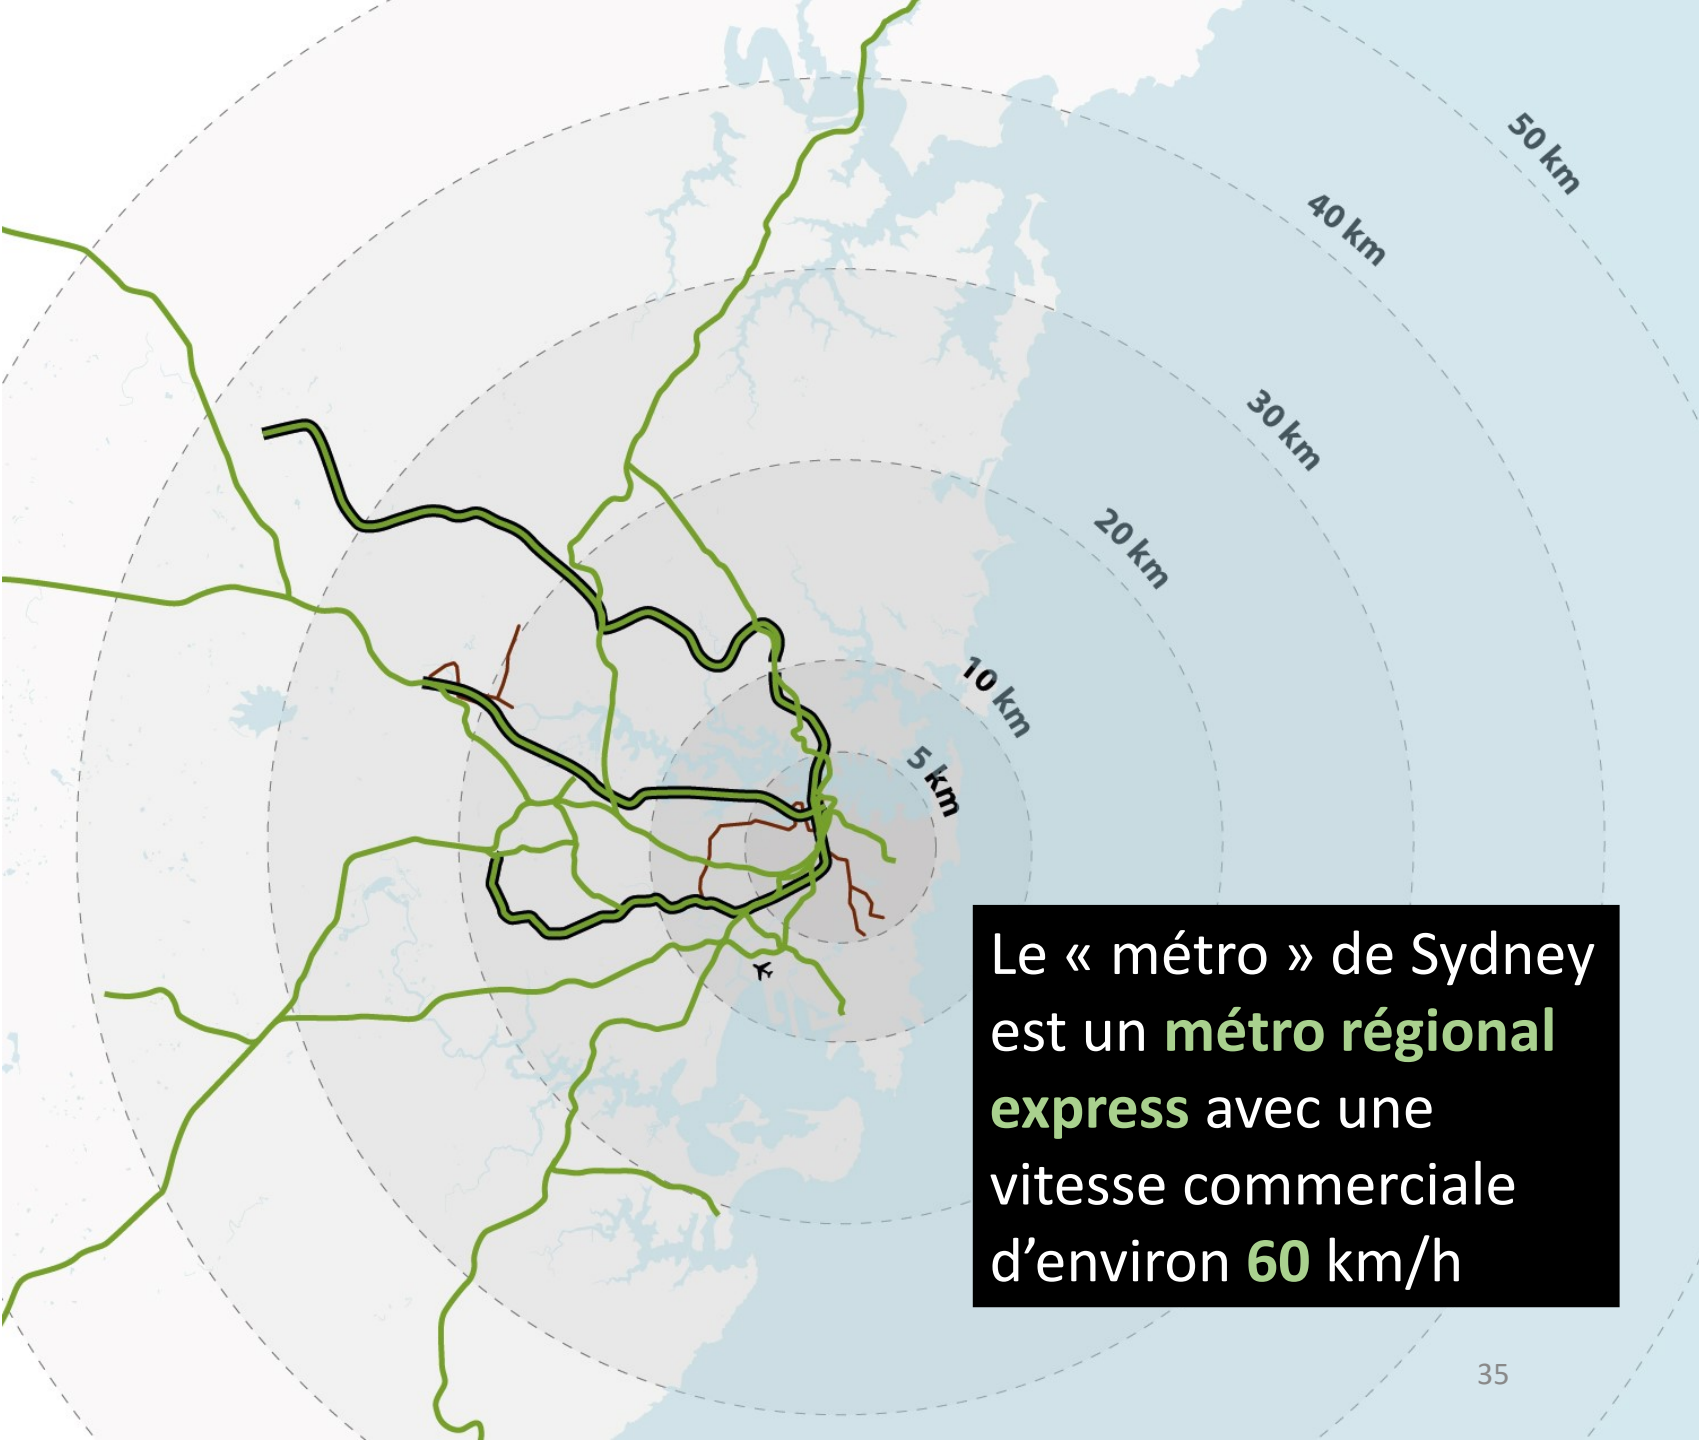 50 km
40 km
30 km
20 km
10 km
5 km
Le « métro » de Sydney
est un métro régional
express avec une
vitesse commerciale
d’environ 60 km/h
35